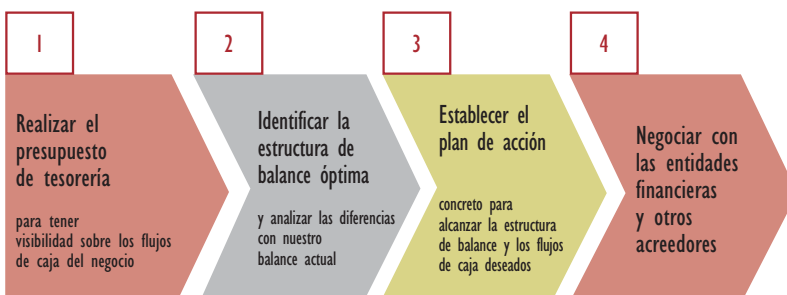 1
Realizar el
presupuesto
de tesorería
para tener
visibilidad sobre los flujos
de caja del negocio
2
Identificar la
estructura de
balance óptima
y analizar las diferencias
con nuestro
balance actual
3
Establecer el
plan de acción
concreto para
alcanzar la estructura
de balance y los flujos
de caja deseados
4
Negociar con
las entidades
financieras
y otros
acreedores